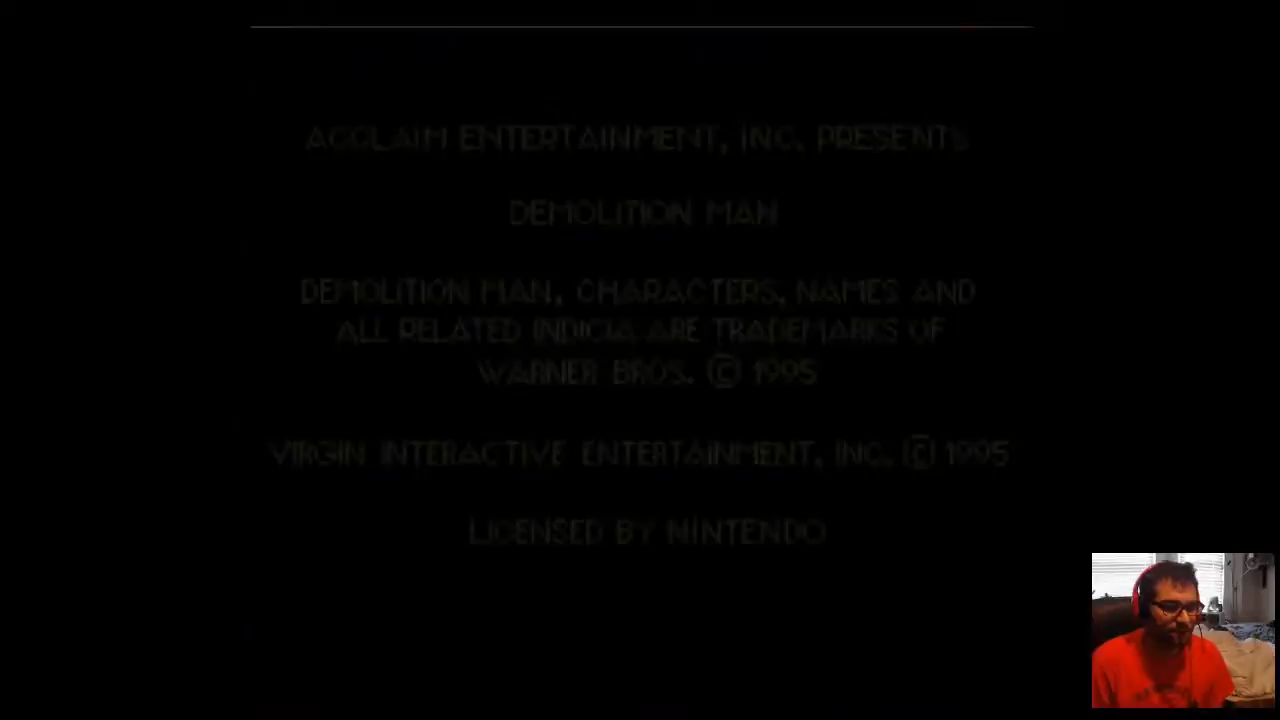 ACCLAIM ENTERTAINMENT, INC. PRESENTS
DEMOLITION MAN
DEMOLITION MAN, CHARACTERS, NAMES AND
ALL RELATED INDICIA ARE TRADEMARKS OF
WARNER BROS. © 1995
VIRGIN INTERACTIVE ENTERTAINMENT, INC. © 1995
LICENSED BY NINTENDO